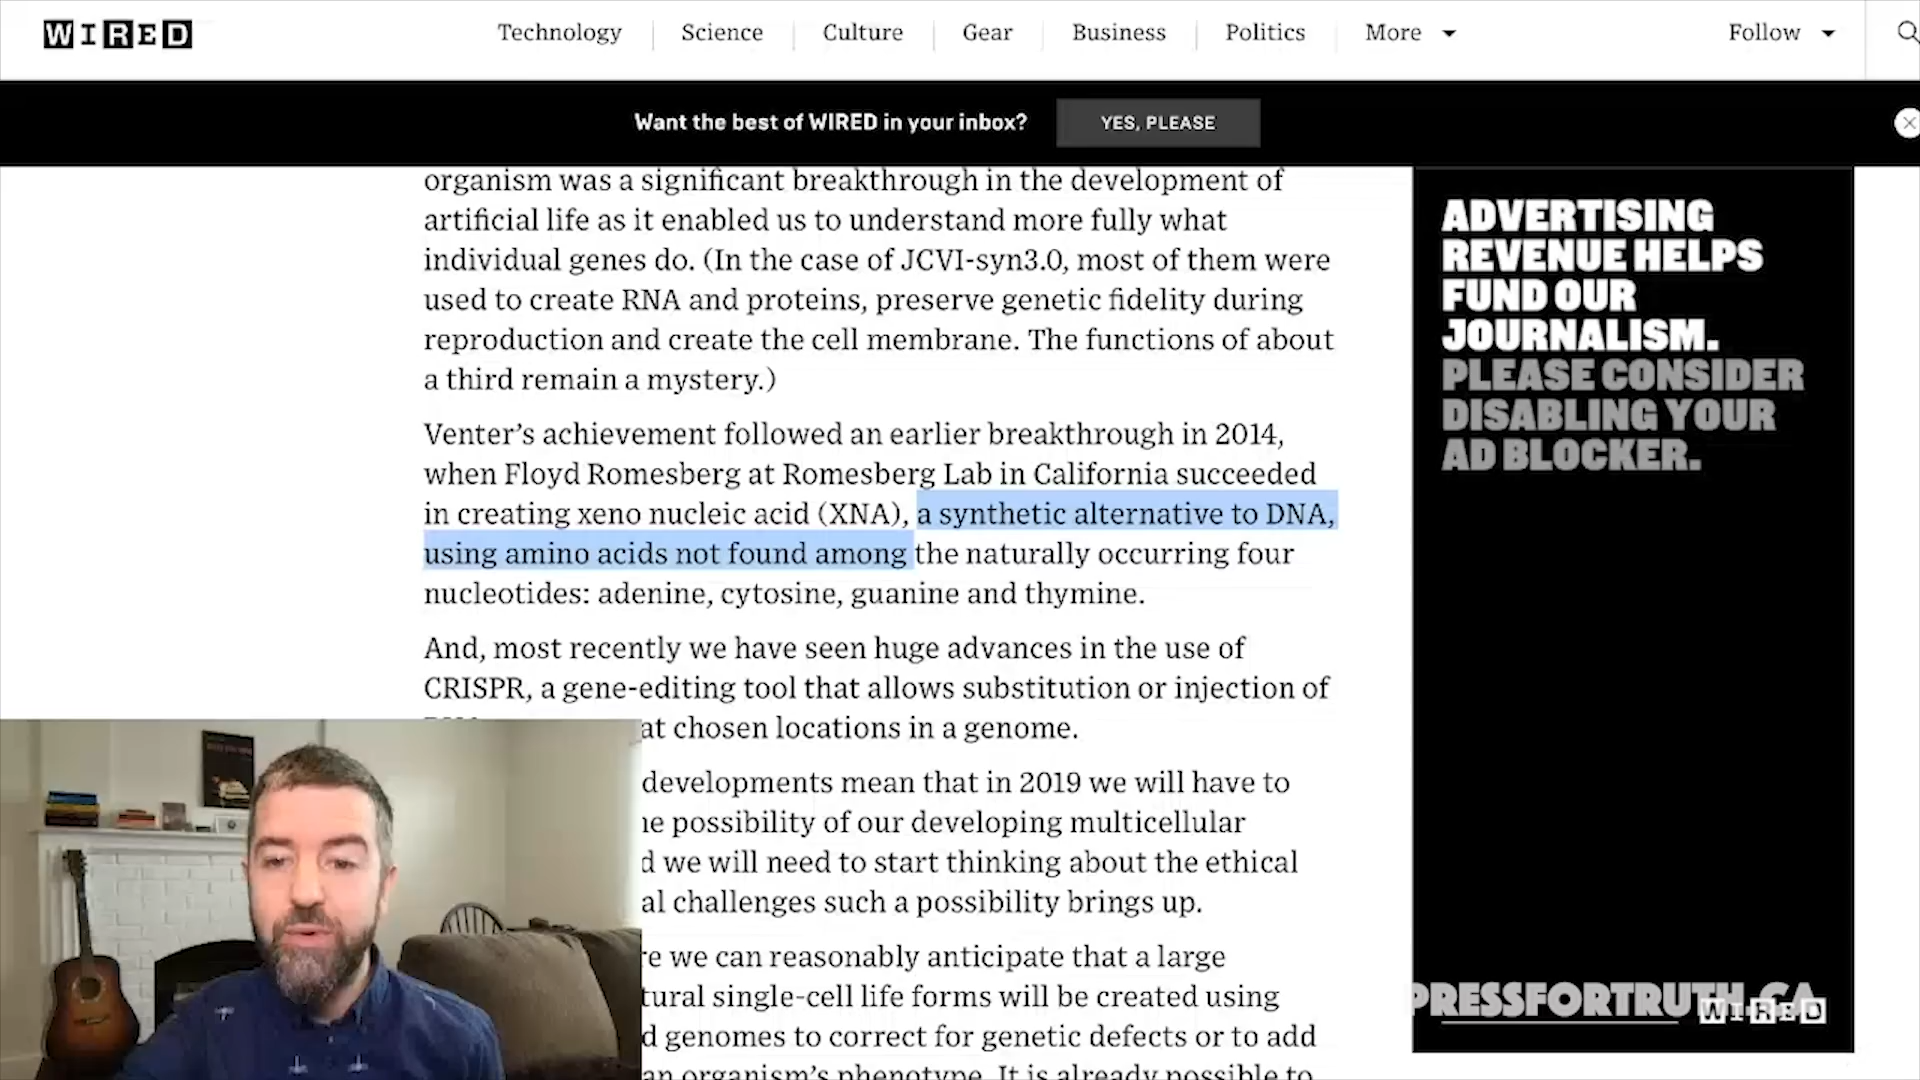 WIRED
Technology
Science
Culture
Gear
Business
Politics
More
Follow
Want the best of WIRED in your inbox?
YES, PLEASE
organism was a significant breakthrough in the development of
artificial life as it enabled us to understand more fully what
individual genes do. (In the case of JCVI-syn3.0, most of them were
used to create RNA and proteins, preserve genetic fidelity during
reproduction and create the cell membrane. The functions of about
a third remain a mystery.)
Venter’s achievement followed an earlier breakthrough in 2014,
when Floyd Romesberg at Romesberg Lab in California succeeded
in creating xeno nucleic acid (XNA), a synthetic alternative to DNA,
using amino acids not found among the naturally occurring four
nucleotides: adenine, cytosine, guanine and thymine.
And, most recently we have seen huge advances in the use of
CRISPR, a gene-editing tool that allows substitution or injection of
at chosen locations in a genome.
developments mean that in 2019 we will have to
possibility of our developing multicellular
we will need to start thinking about the ethical
challenges such a possibility brings up.
we can reasonably anticipate that a large
single-cell life forms will be created using
genomes to correct for genetic defects or to add
an organism’s phenotype. It is already possible to
ADVERTISING
REVENUE HELPS
FUND OUR
JOURNALISM.
PLEASE CONSIDER
DISABLING YOUR
AD BLOCKER.
PRESSFORTRUTH.CA
WIRED